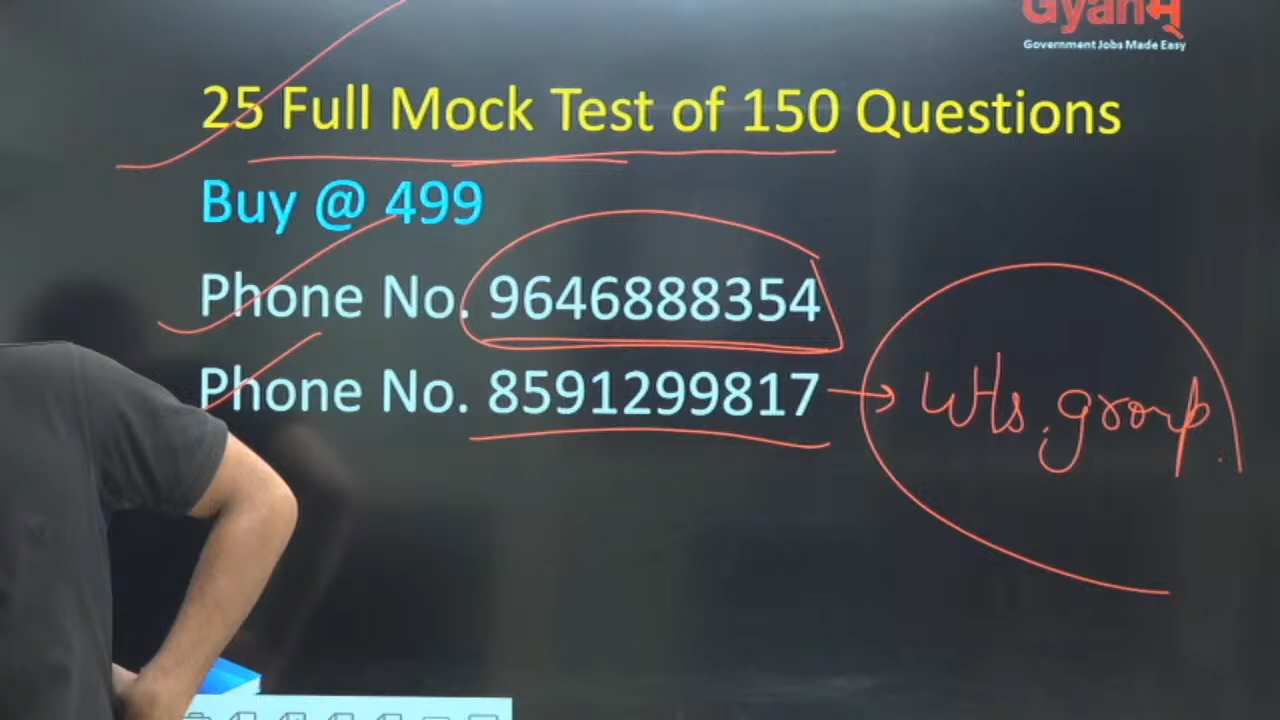 Gyanम्
Government Jobs Made Easy
25 Full Mock Test of 150 Questions
Buy @ 499
Phone No. 9646888354
Phone No. 8591299817 → Whs. group.